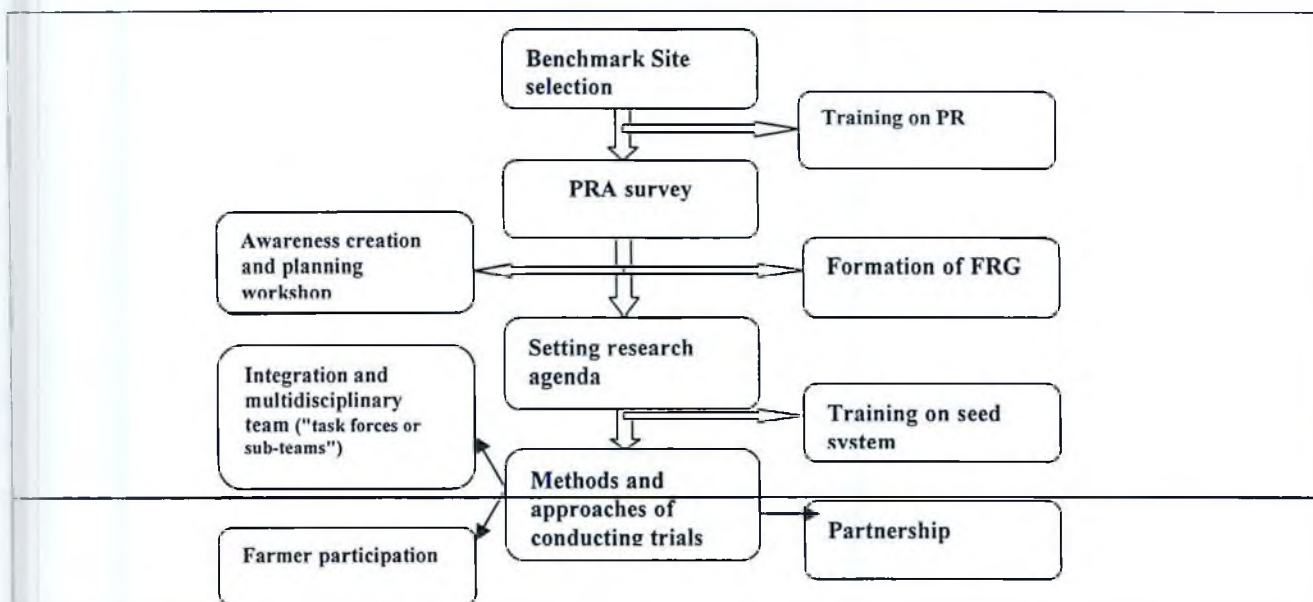 Benchmark Site
selection
Training on PR
PRA survey
Awareness creation
and planning
workshop
Formation of FRG
Setting research
agenda
Integration and
multidisciplinary
team ("task forces or
sub-teams")
Training on seed
system
Methods and
approaches of
conducting trials
Partnership
Farmer participation